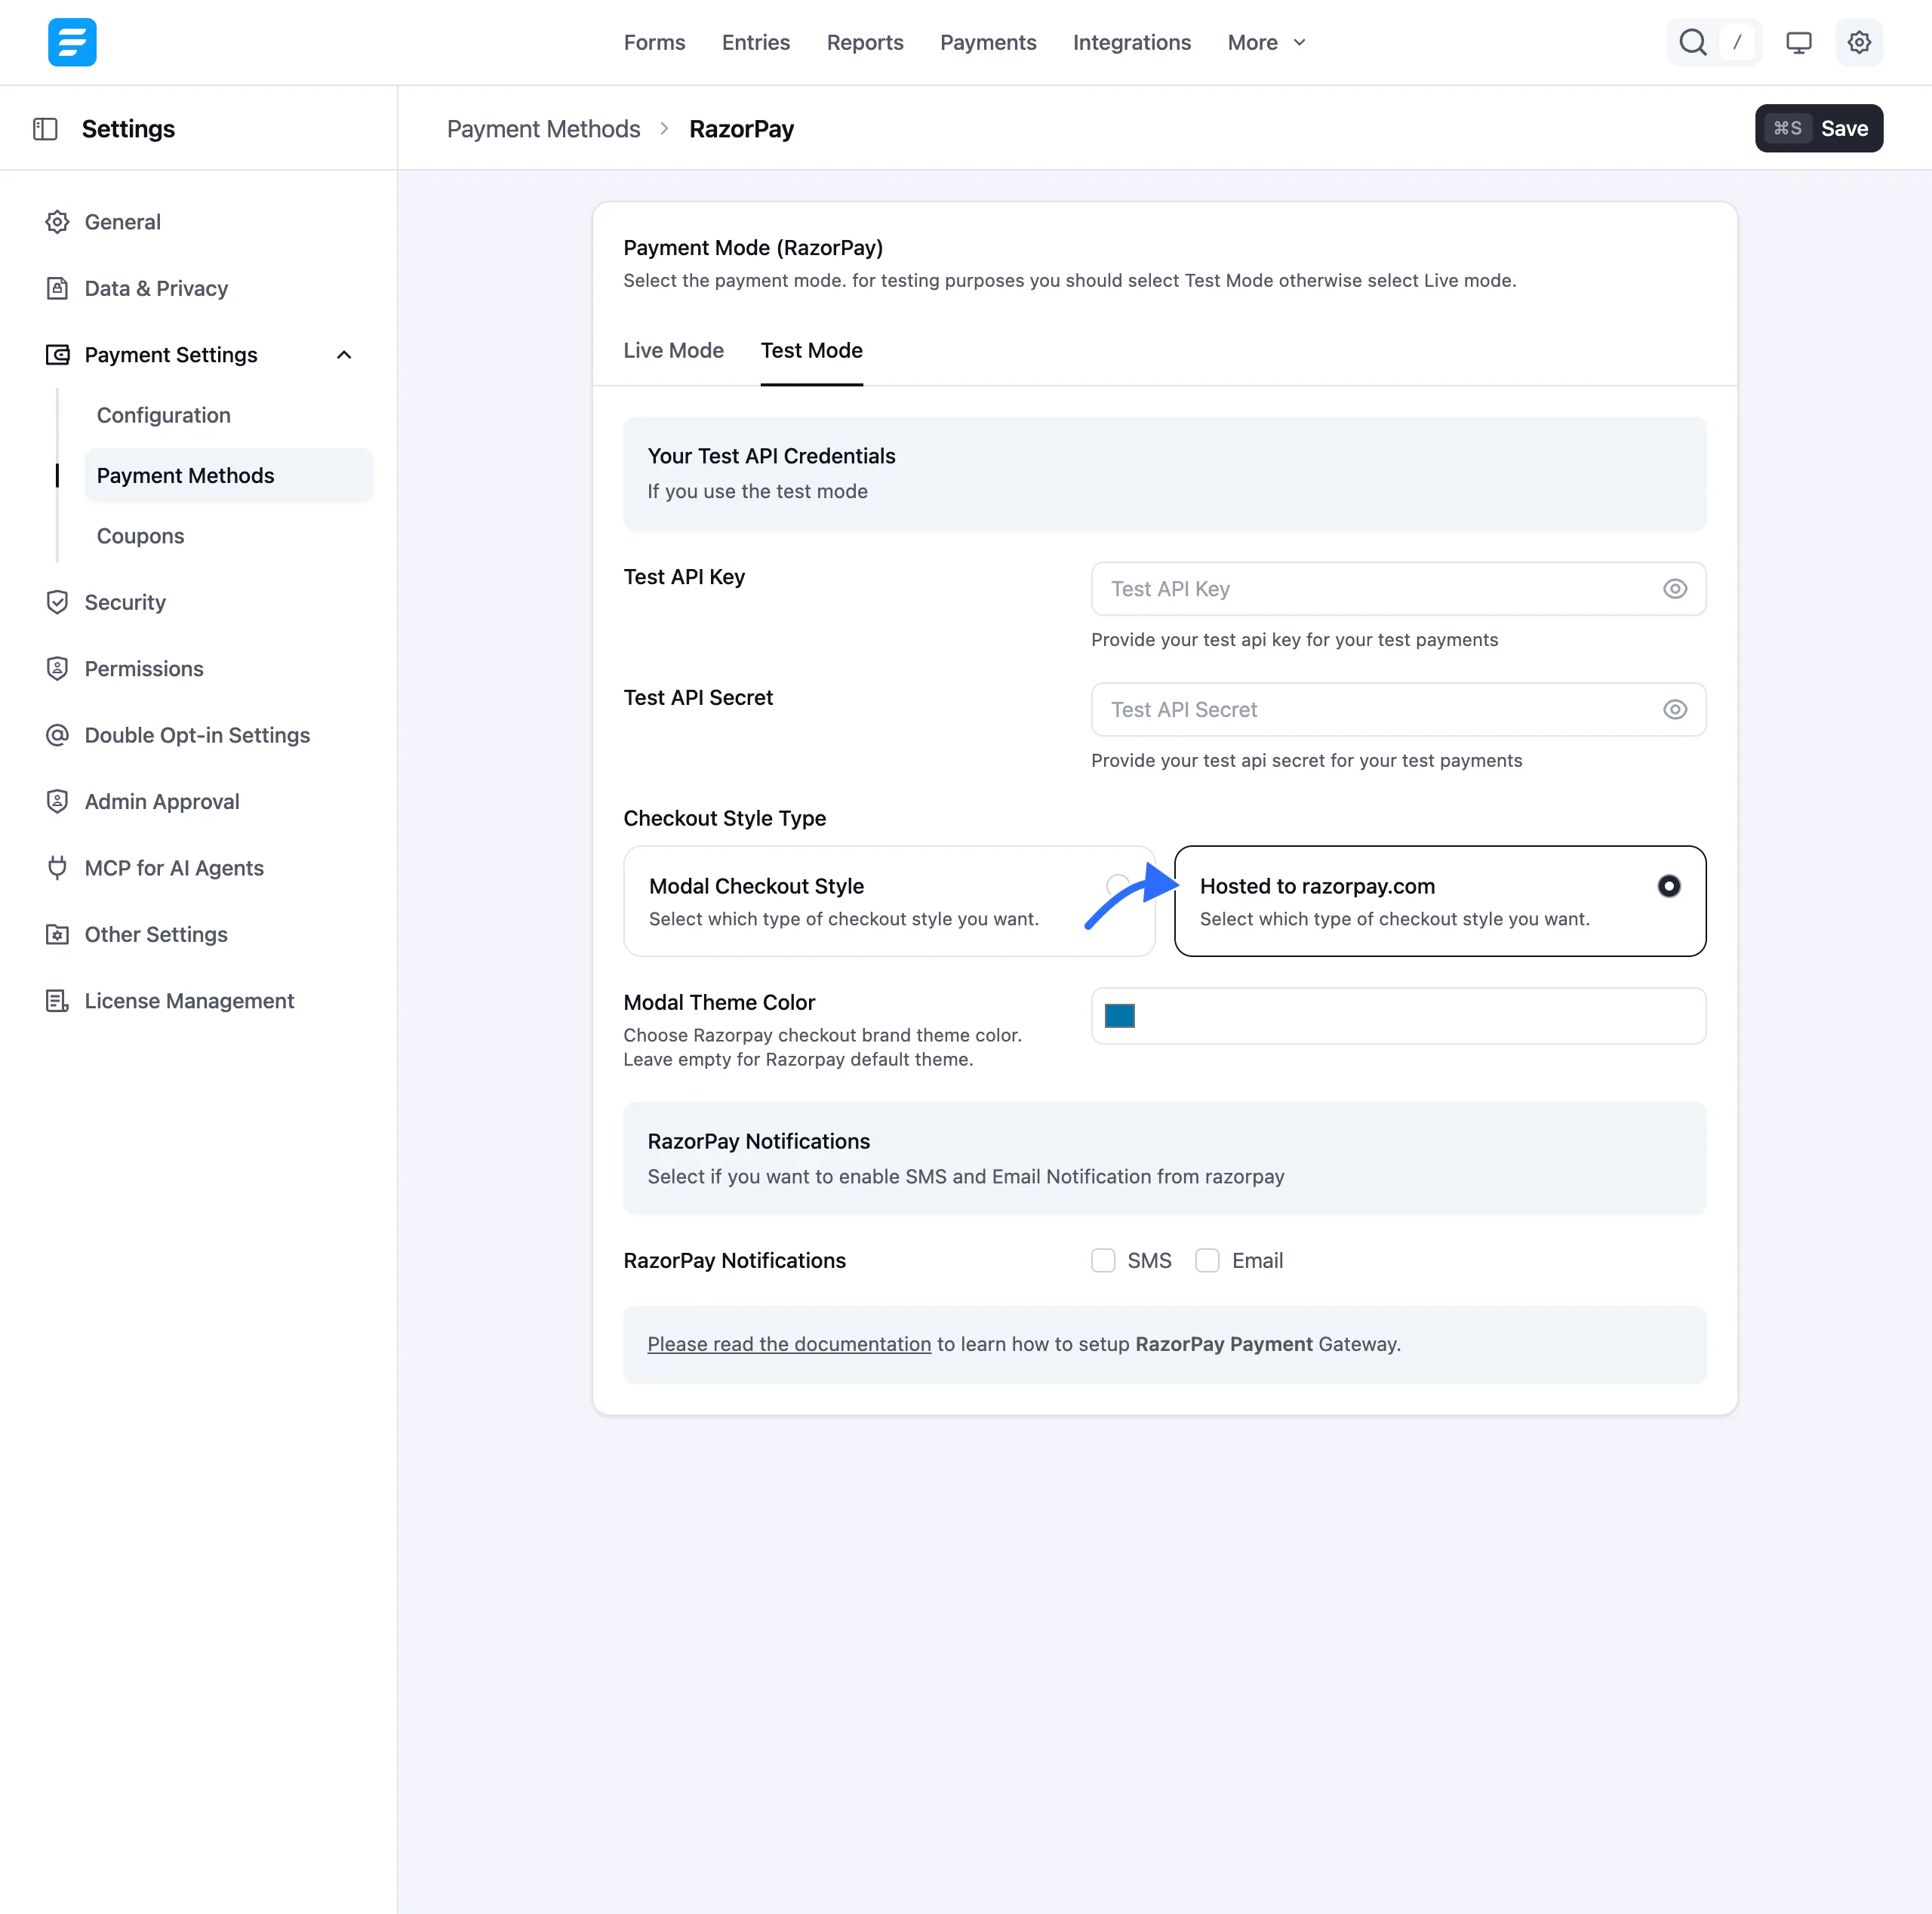 Forms Entries Reports Payments Integrations More /
Settings
Payment Methods > RazorPay
⌘S Save
General
Data & Privacy
Payment Settings
Configuration
Payment Methods
Coupons
Security
Permissions
Double Opt-in Settings
Admin Approval
MCP for AI Agents
Other Settings
License Management
Payment Mode (RazorPay)
Select the payment mode. for testing purposes you should select Test Mode otherwise select Live mode.
Live Mode Test Mode
Your Test API Credentials
If you use the test mode
Test API Key
Test API Key
Provide your test api key for your test payments
Test API Secret
Test API Secret
Provide your test api secret for your test payments
Checkout Style Type
Modal Checkout Style
Select which type of checkout style you want.
Hosted to razorpay.com
Select which type of checkout style you want.
Modal Theme Color
Choose Razorpay checkout brand theme color.
Leave empty for Razorpay default theme.
RazorPay Notifications
Select if you want to enable SMS and Email Notification from razorpay
RazorPay Notifications
SMS Email
Please read the documentation to learn how to setup RazorPay Payment Gateway.